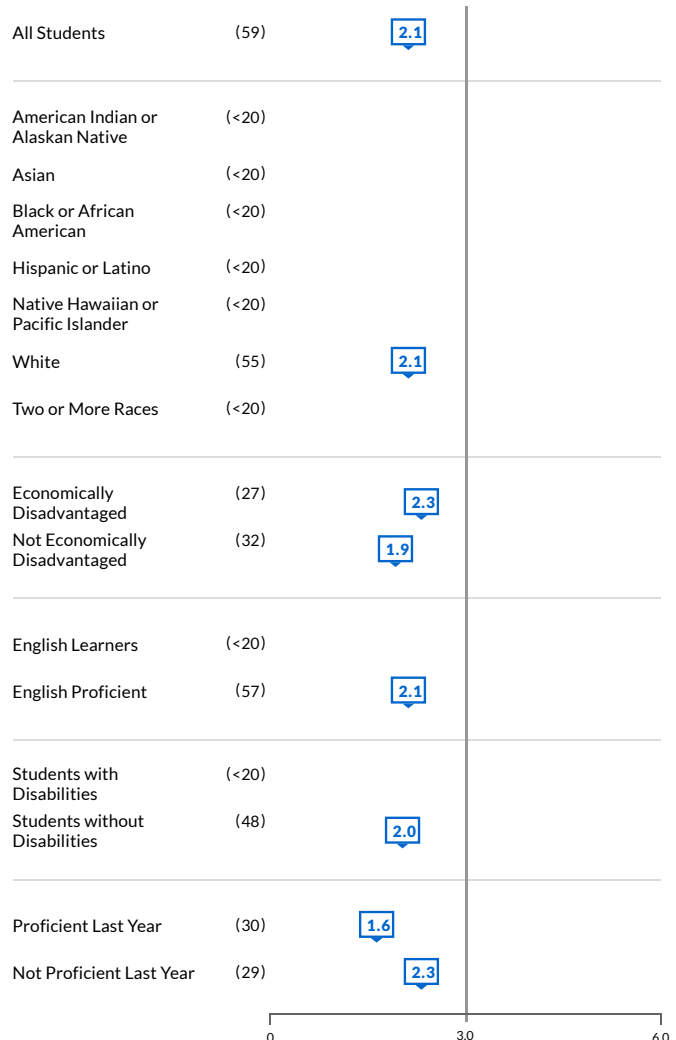 All Students (59) 2.1
American Indian or (<20)
Alaskan Native
Asian (<20)
Black or African (<20)
American
Hispanic or Latino (<20)
Native Hawaiian or (<20)
Pacific Islander
White (55) 2.1
Two or More Races (<20)
Economically (27) 2.3
Disadvantaged
Not Economically (32) 1.9
Disadvantaged
English Learners (<20)
English Proficient (57) 2.1
Students with (<20)
Disabilities
Students without (48) 2.0
Disabilities
Proficient Last Year (30) 1.6
Not Proficient Last Year (29) 2.3
0 3.0 6.0